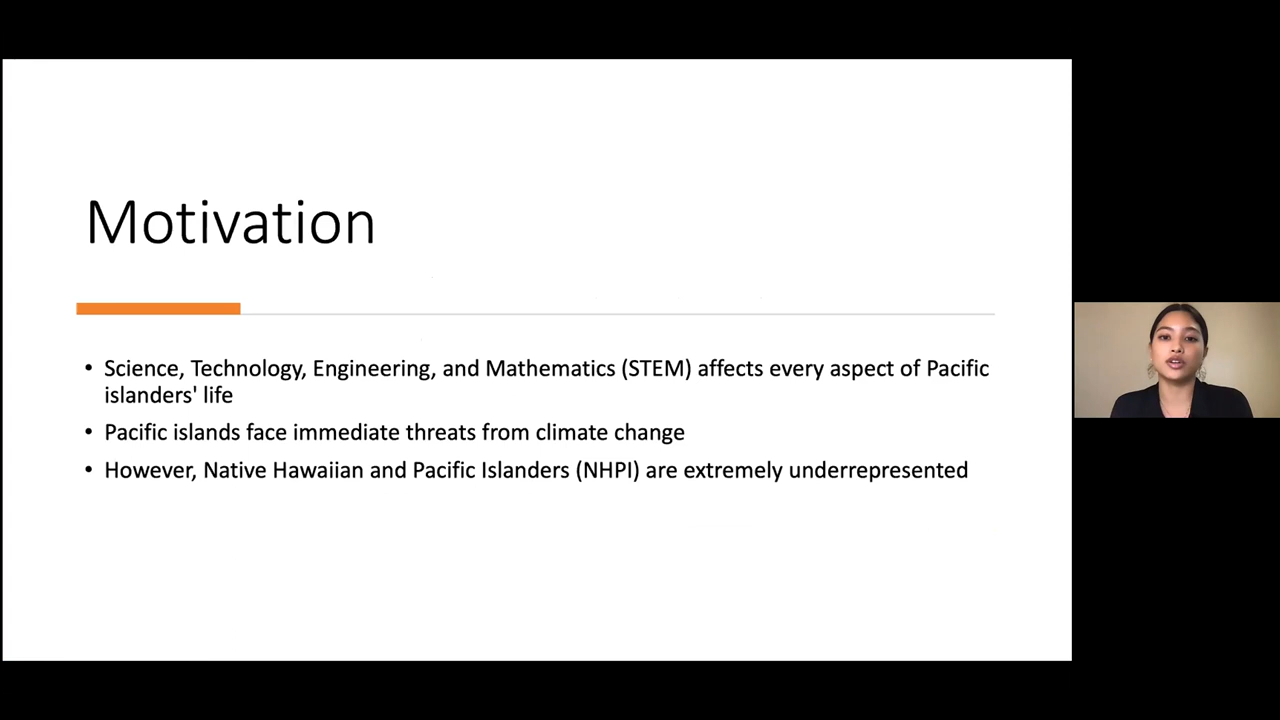 Motivation
• Science, Technology, Engineering, and Mathematics (STEM) affects every aspect of Pacific
islanders' life
• Pacific islands face immediate threats from climate change
• However, Native Hawaiian and Pacific Islanders (NHPI) are extremely underrepresented